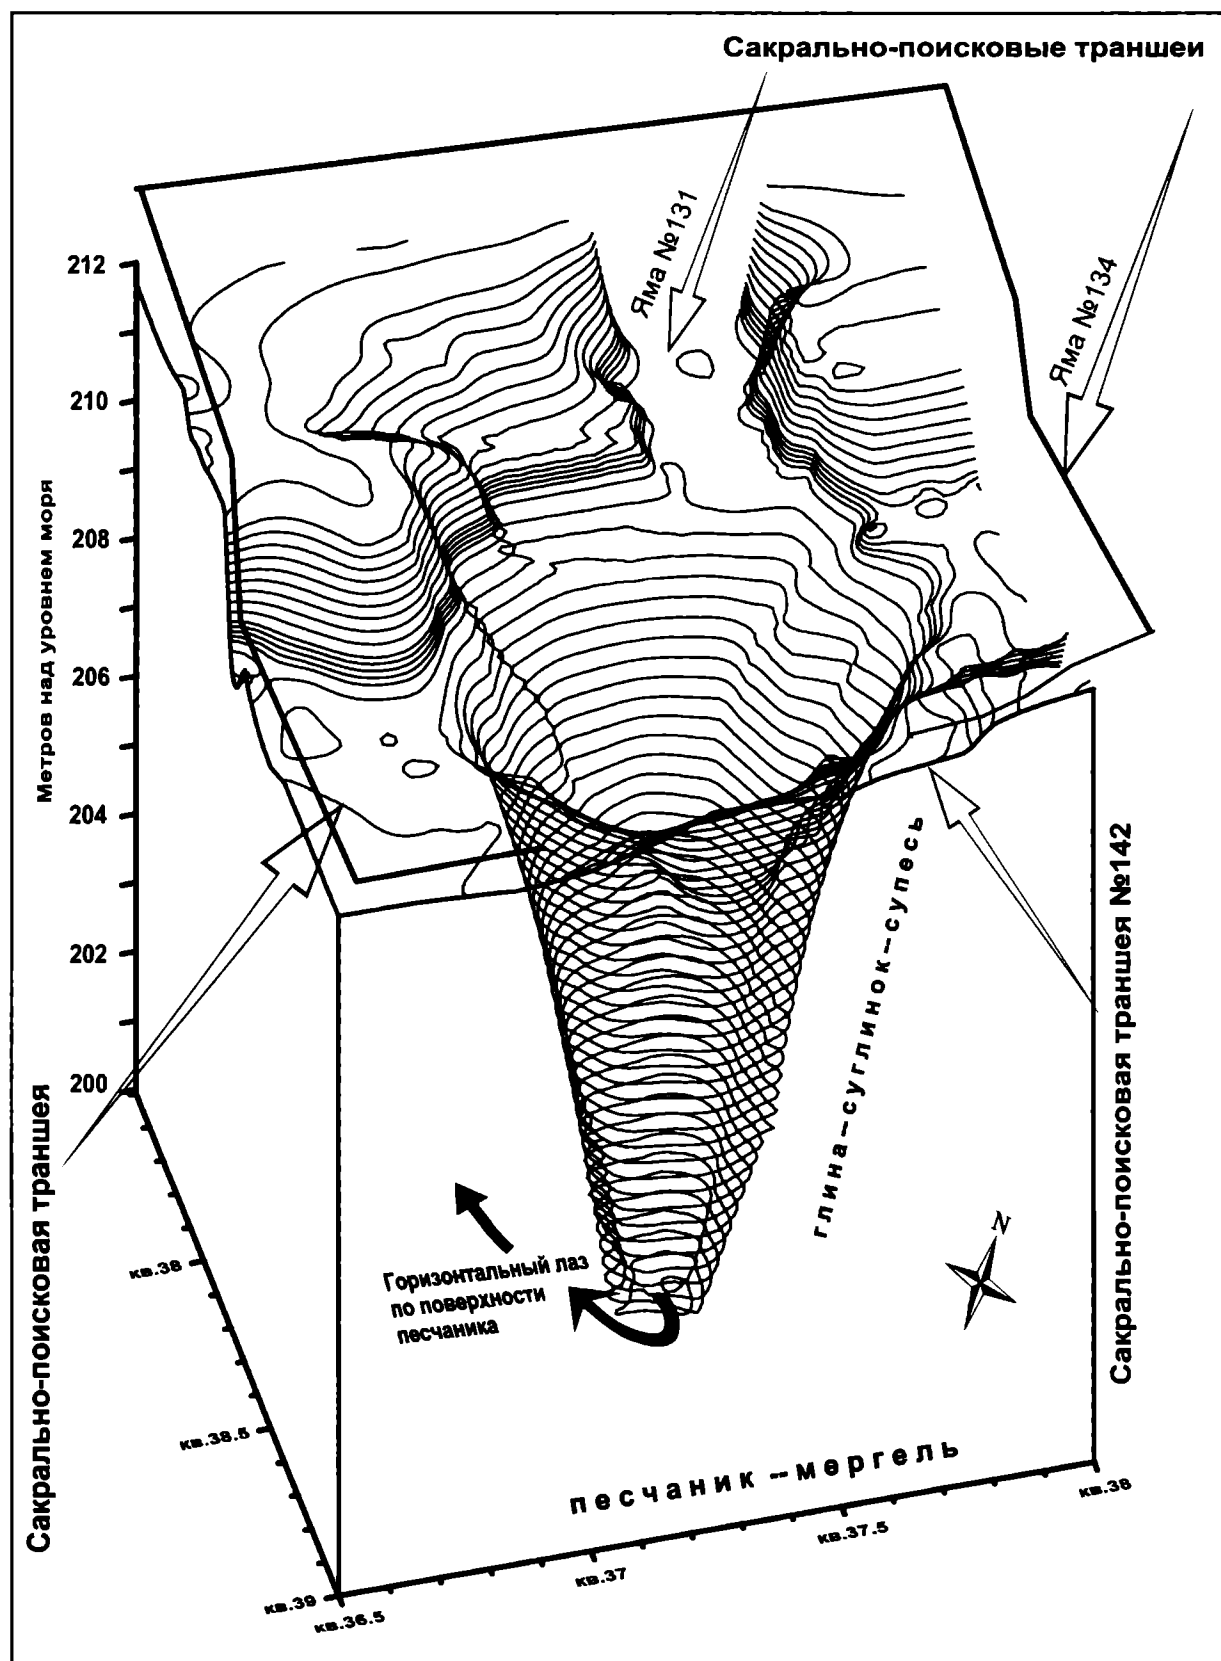 Сакрально-поисковые траншеи
Яма №131
Яма №134
212
210
208
206
204
202
200
Метров над уровнем моря
Сакрально-поисковая траншея
Сакрально-поисковая траншея №142
глина–суглинок–супесь
N
Горизонтальный лаз
по поверхности
песчаника
песчаник--мергель
кв.38
кв.38.5
кв.39
кв.36.5
кв.37
кв.37.5
кв.38